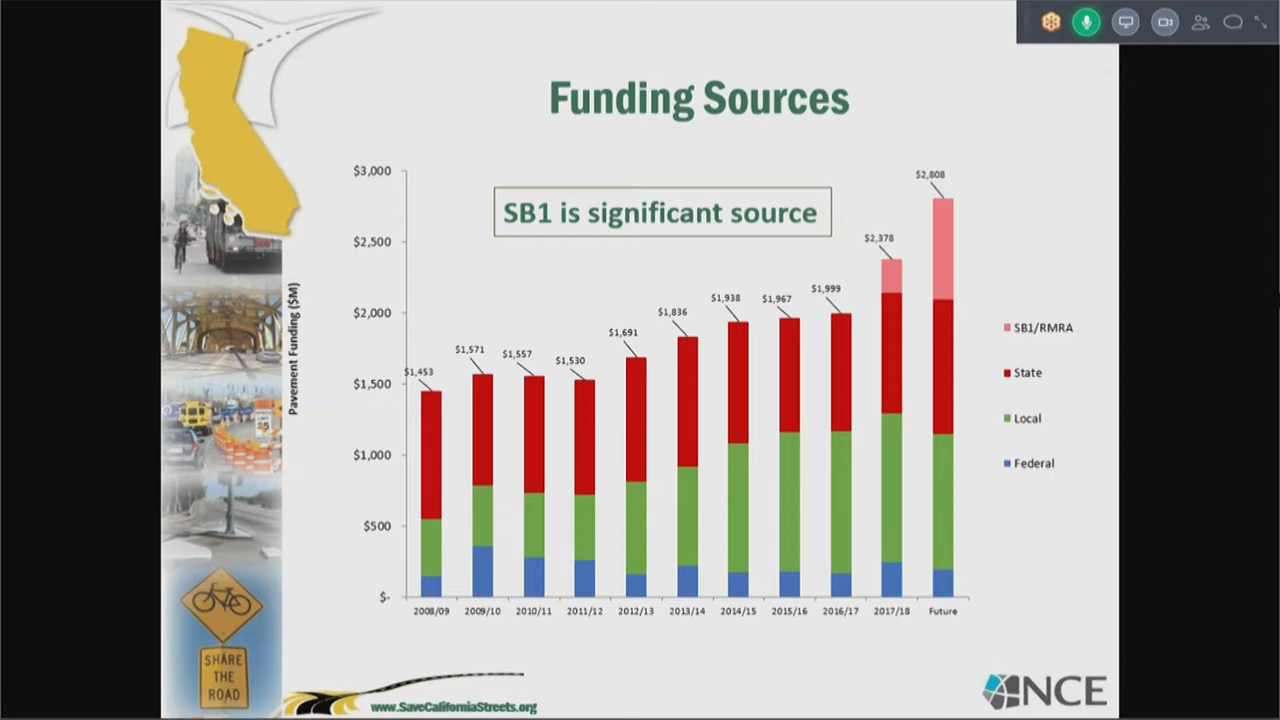 Funding Sources
SB1 is significant source
Pavement Funding ($M)
$3,000
$2,500
$2,000
$1,500
$1,000
$500
$-
$1,453
$1,571
$1,557
$1,530
$1,691
$1,836
$1,938
$1,967
$1,999
$2,378
$2,808
2008/09
2009/10
2010/11
2011/12
2012/13
2013/14
2014/15
2015/16
2016/17
2017/18
Future
SB1/RMRA
State
Local
Federal
SPEED
LIMIT
35
SHARE
THE
ROAD
www.SaveCaliforniaStreets.org
NCE